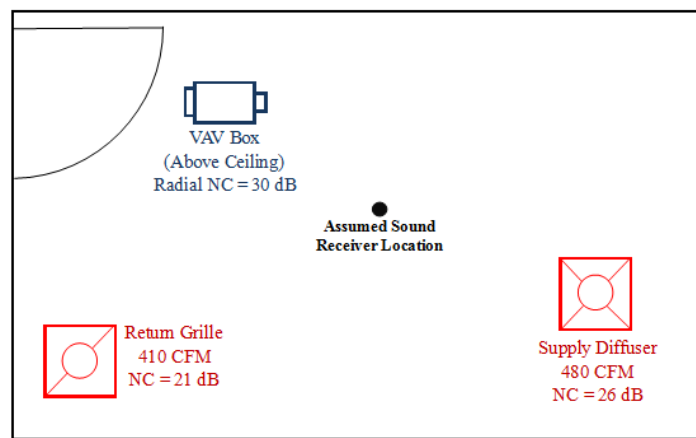 VAV Box
(Above Ceiling)
Radial NC = 30 dB
Assumed Sound
Receiver Location
Return Grille
410 CFM
NC = 21 dB
Supply Diffuser
480 CFM
NC = 26 dB